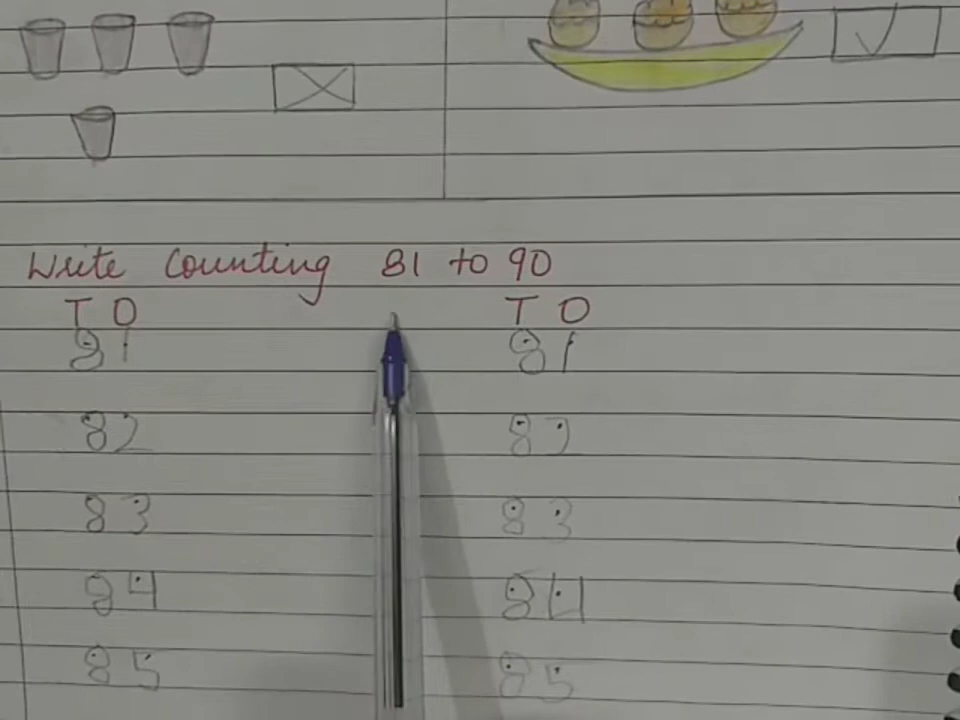 Write Counting 81 to 90
T O T O
81 81
82 82
83 83
84 84
85 85